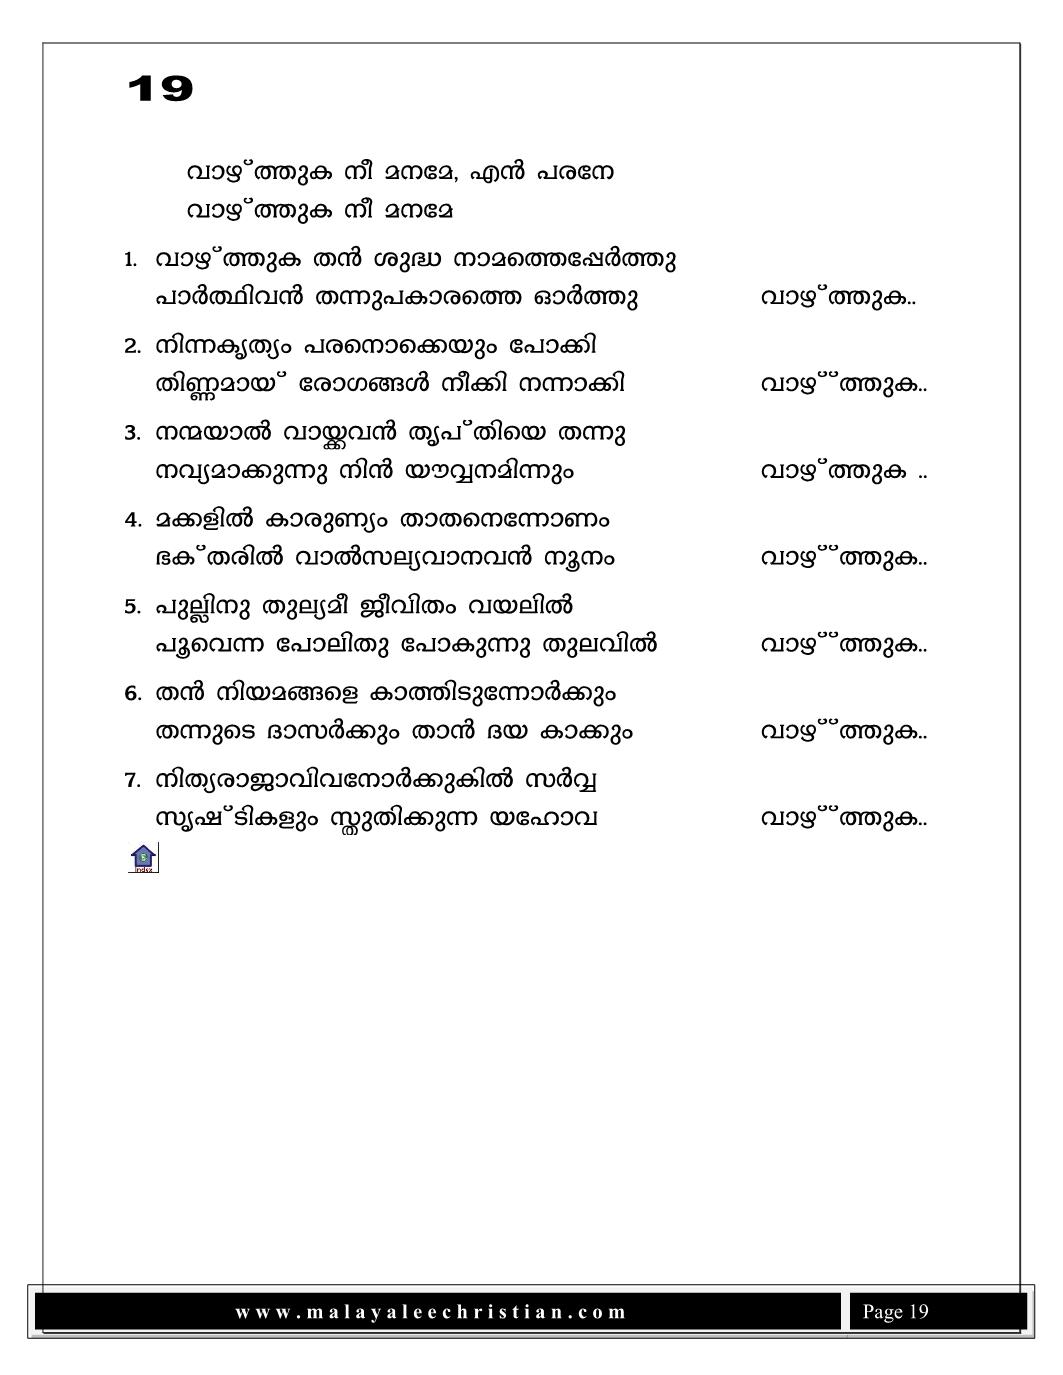 19
വാഴ്ത്തുക നീ മനമേ, എൻ പരനേ
വാഴ്ത്തുക നീ മനമേ
1. വാഴ്ത്തുക തൻ ശുദ്ധ നാമത്തെപ്പേർത്തു
പാർത്ഥിവൻ തന്നുപകാരത്തെ ഓർത്തു വാഴ്ത്തുക..
2. നിന്നകൃത്യം പരനൊക്കെയും പോക്കി
തിണ്ണമായ് രോഗങ്ങൾ നീക്കി നന്നാക്കി വാഴ്ത്തുക..
3. നന്മയാൽ വായ്ക്കവൻ തൃപ്തിയെ തന്നു
നവ്യമാക്കുന്നു നിൻ യൗവ്വനമിന്നും വാഴ്ത്തുക ..
4. മക്കളിൽ കാരുണ്യം താതനെന്നോണം
ഭക്തരിൽ വാൽസല്യവാനവൻ നൂനം വാഴ്ത്തുക..
5. പുല്ലിനു തുല്യമീ ജീവിതം വയലിൽ
പൂവെന്ന പോലിതു പോകുന്നു തുലവിൽ വാഴ്ത്തുക..
6. തൻ നിയമങ്ങളെ കാത്തിടുന്നോർക്കും
തന്നുടെ ദാസർക്കും താൻ ദയ കാക്കും വാഴ്ത്തുക..
7. നിത്യരാജാവിവനോർക്കുകിൽ സർവ്വ
സൃഷ്ടികളും സ്തുതിക്കുന്ന യഹോവ വാഴ്ത്തുക..
Index
www.malayaleechristian.com Page 19